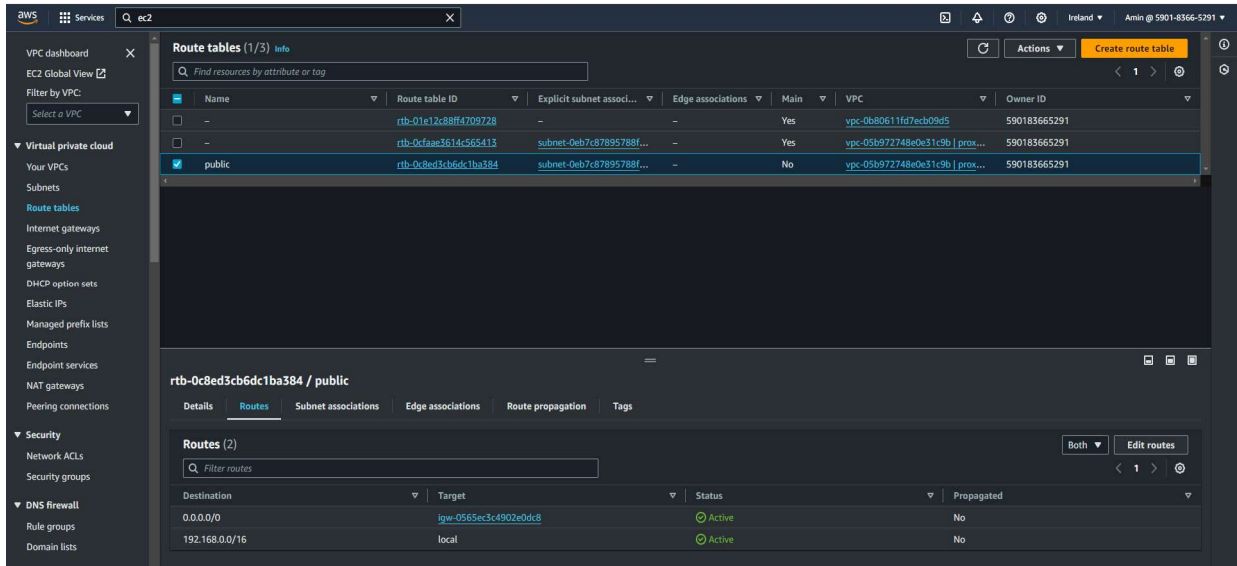 aws Services ec2 Ireland Amin @ 5901-8366-5291
VPC dashboard
EC2 Global View
Filter by VPC:
Select a VPC
Virtual private cloud
Your VPCs
Subnets
Route tables
Internet gateways
Egress-only internet
gateways
DHCP option sets
Elastic IPs
Managed prefix lists
Endpoints
Endpoint services
NAT gateways
Peering connections
Security
Network ACLs
Security groups
DNS firewall
Rule groups
Domain lists
Route tables (1/3) Info Actions Create route table
Find resources by attribute or tag 1
Name Route table ID Explicit subnet associ... Edge associations Main VPC Owner ID
– rtb-01e12c88ff4709728 – – Yes vpc-0b80611fd7ecb09d5 590183665291
– rtb-0cfaae3614c565413 subnet-0eb7c87895788f... – Yes vpc-05b972748e0e31c9b | prox... 590183665291
public rtb-0c8ed3cb6dc1ba384 subnet-0eb7c87895788f... – No vpc-05b972748e0e31c9b | prox... 590183665291
rtb-0c8ed3cb6dc1ba384 / public
Details Routes Subnet associations Edge associations Route propagation Tags
Routes (2) Both Edit routes
Filter routes 1
Destination Target Status Propagated
0.0.0.0/0 igw-0565ec3c4902e0dc8 Active No
192.168.0.0/16 local Active No